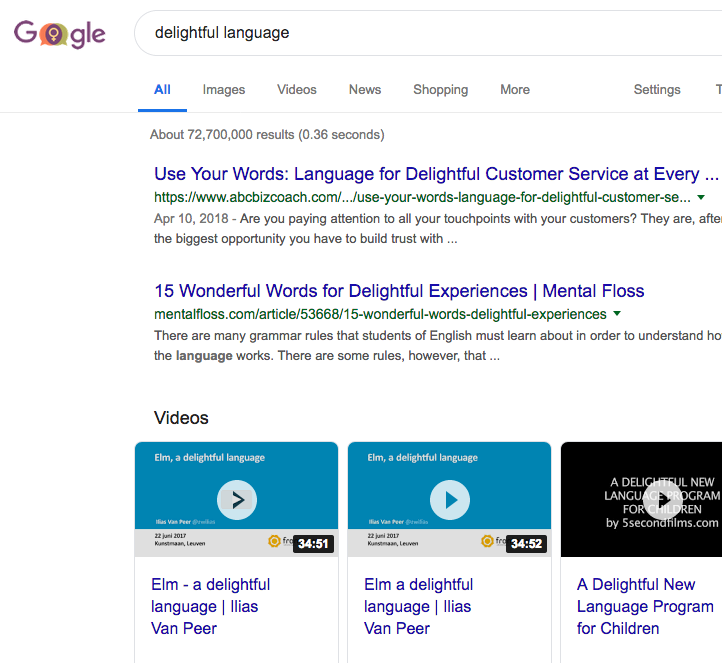 Google
delightful language
All Images Videos News Shopping More Settings T
About 72,700,000 results (0.36 seconds)
Use Your Words: Language for Delightful Customer Service at Every ...
https://www.abcbizcoach.com/.../use-your-words-language-for-delightful-customer-se...
Apr 10, 2018 - Are you paying attention to all your touchpoints with your customers? They are, afte
the biggest opportunity you have to build trust with ...
15 Wonderful Words for Delightful Experiences | Mental Floss
mentalfloss.com/article/53668/15-wonderful-words-delightful-experiences
There are many grammar rules that students of English must learn about in order to understand ho
the language works. There are some rules, however, that ...
Videos
Elm, a delightful language
Ilias Van Peer
22 juni 2017
Kunstmaan, Leuven
fro
34:51
Elm - a delightful
language | Ilias
Van Peer
Elm, a delightful language
Ilias Van Peer
22 juni 2017
Kunstmaan, Leuven
fro
34:52
Elm a delightful
language | Ilias
Van Peer
A DELIGHTFUL NEW
LANGUAGE PROGRAM
FOR CHILDREN
by 5secondfilms.com
A Delightful New
Language Program
for Children